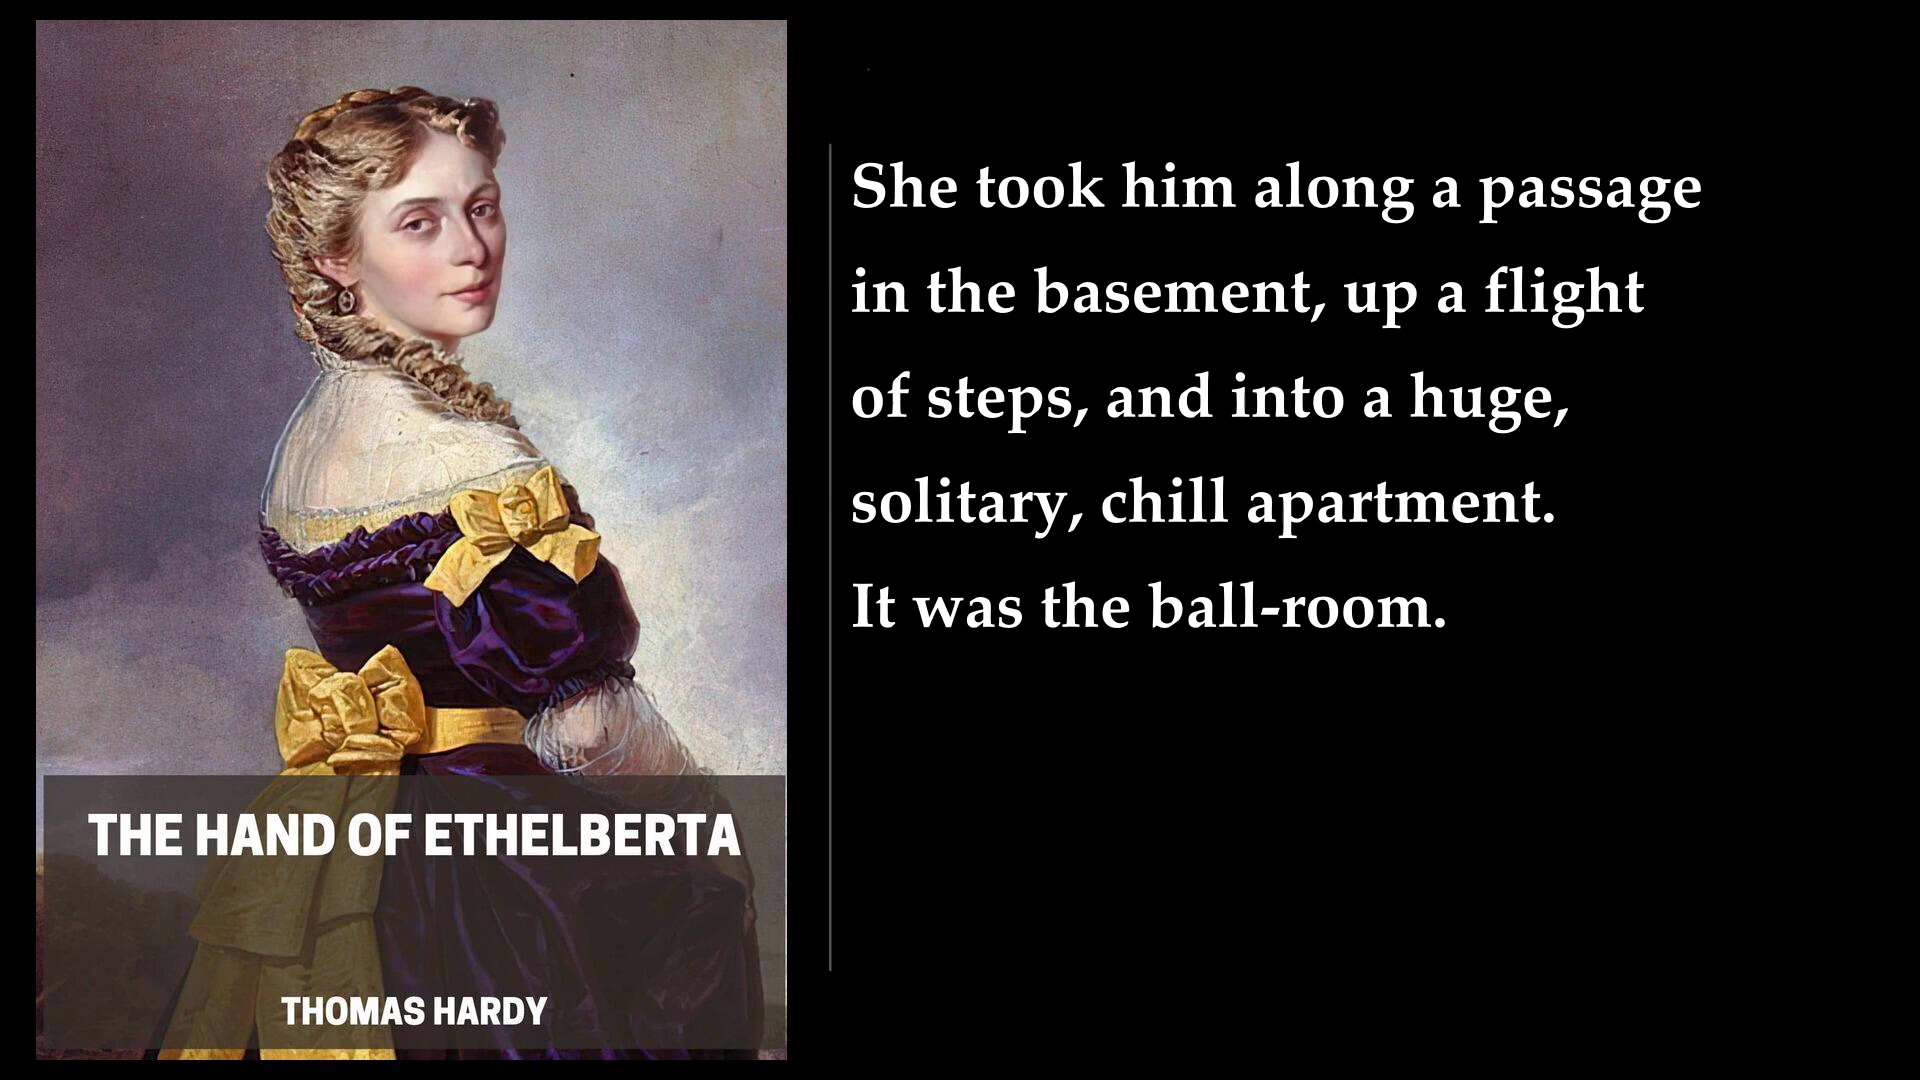 THE HAND OF ETHELBERTA
THOMAS HARDY
She took him along a passage
in the basement, up a flight
of steps, and into a huge,
solitary, chill apartment.
It was the ball-room.